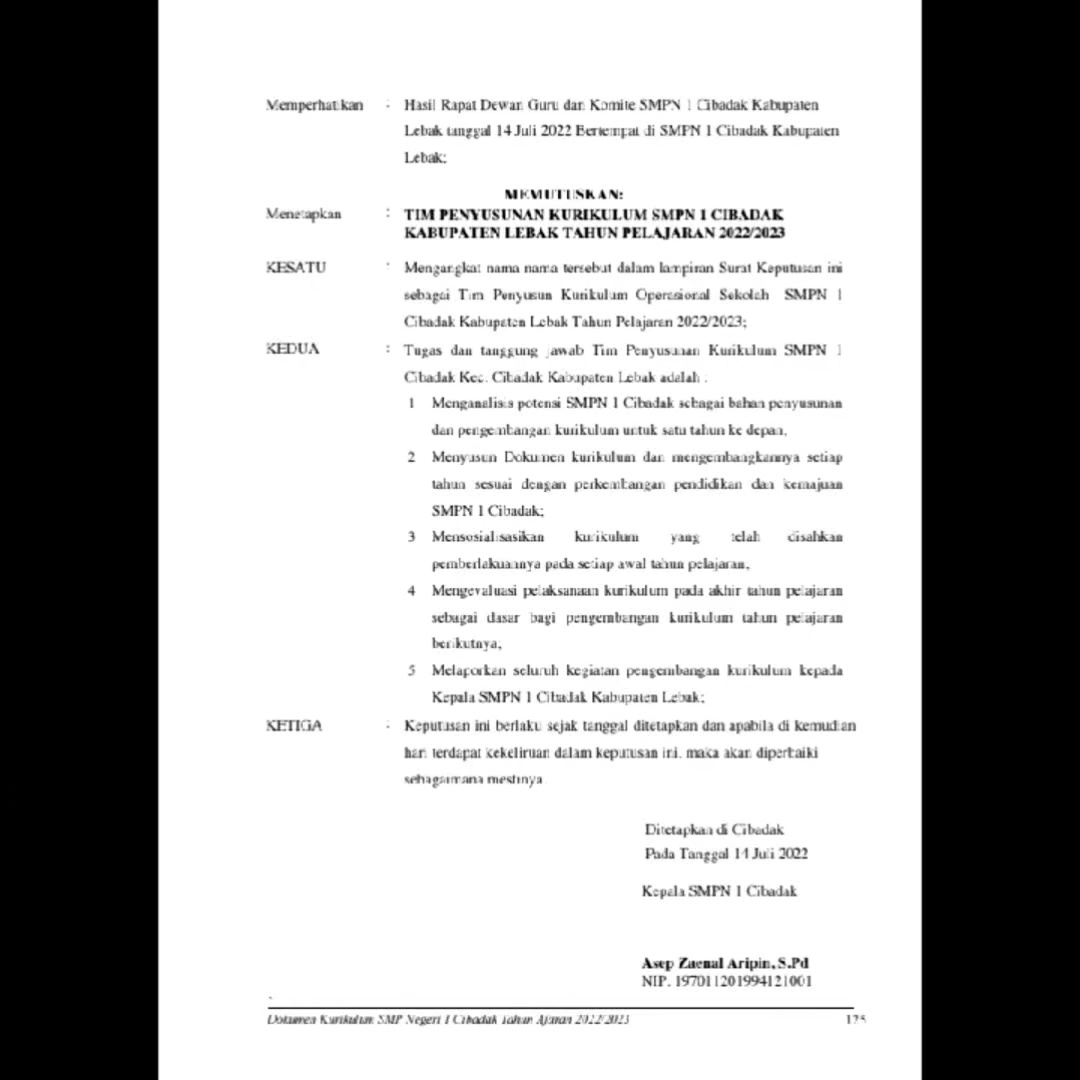 Memperhatikan : Hasil Rapat Dewan Guru dan Komite SMPN 1 Cibadak Kabupaten
Lebak tanggal 14 Juli 2022 Bertempat di SMPN 1 Cibadak Kabupaten
Lebak;
MEMUTUSKAN:
Menetapkan : TIM PENYUSUNAN KURIKULUM SMPN 1 CIBADAK
KABUPATEN LEBAK TAHUN PELAJARAN 2022/2023
KESATU : Mengangkat nama nama tersebut dalam lampiran Surat Keputusan ini
sebagai Tim Penyusun Kurikulum Operasional Sekolah SMPN 1
Cibadak Kabupaten Lebak Tahun Pelajaran 2022/2023;
KEDUA : Tugas dan tanggung jawab Tim Penyusunan Kurikulum SMPN 1
Cibadak Kec. Cibadak Kabupaten Lebak adalah :
1 Menganalisis potensi SMPN 1 Cibadak sebagai bahan penyusunan
dan pengembangan kurikulum untuk satu tahun ke depan,
2 Menyusun Dokumen kurikulum dan mengembangkannya setiap
tahun sesuai dengan perkembangan pendidikan dan kemajuan
SMPN 1 Cibadak;
3 Mensosialisasikan kurikulum yang telah disahkan
pemberlakuannya pada setiap awal tahun pelajaran,
4 Mengevaluasi pelaksanaan kurikulum pada akhir tahun pelajaran
sebagai dasar bagi pengembangan kurikulum tahun pelajaran
berikutnya;
5 Melaporkan seluruh kegiatan pengembangan kurikulum kepada
Kepala SMPN 1 Cibadak Kabupaten Lebak;
KETIGA : Keputusan ini berlaku sejak tanggal ditetapkan dan apabila di kemudian
hari terdapat kekeliruan dalam keputusan ini, maka akan diperbaiki
sebagaimana mestinya
Ditetapkan di Cibadak
Pada Tanggal 14 Juli 2022
Kepala SMPN 1 Cibadak
Asep Zaenal Aripin, S.Pd
NIP. 197011201994121001
Dokumen Kurikulum SMP Negeri 1 Cibadak Tahun Ajaran 2022/2023 125